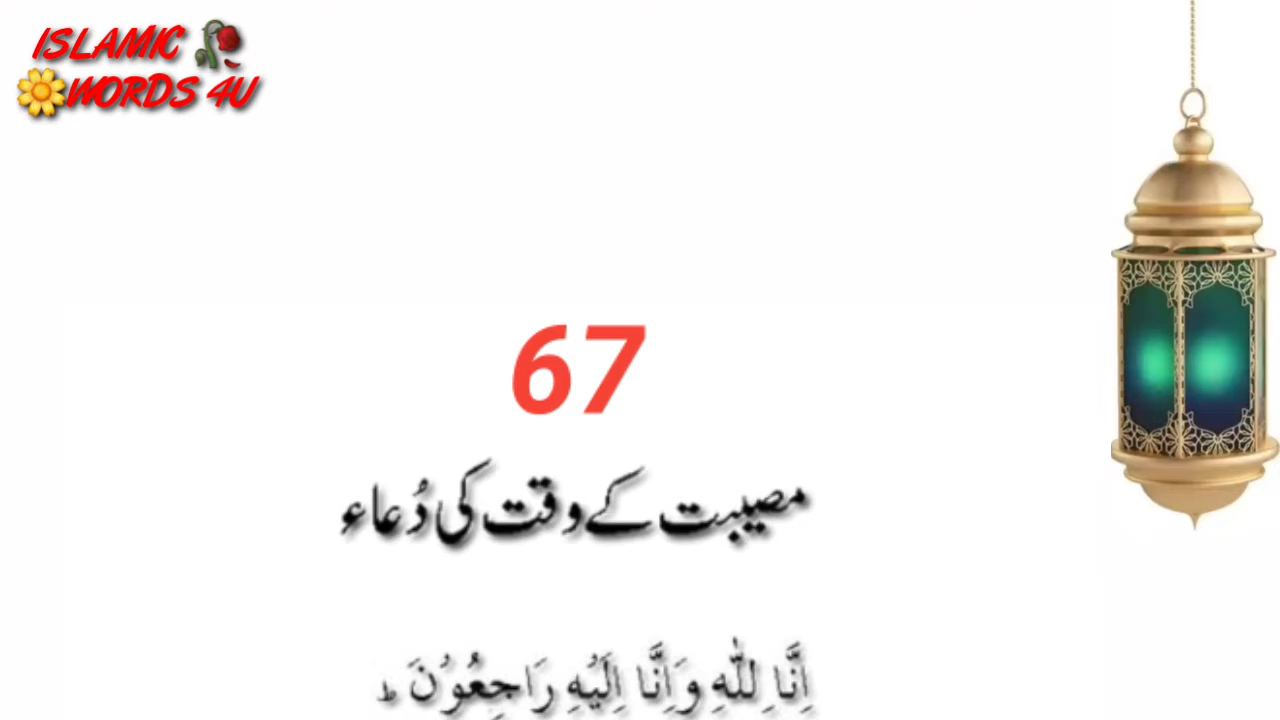 ISLAMIC
WORDS 4U
67
مصیبت کے وقت کی دُعاء
اِنَّا لِلّٰهِ وَاِنَّا اِلَيْهِ رَاجِعُوْنَ ؕ